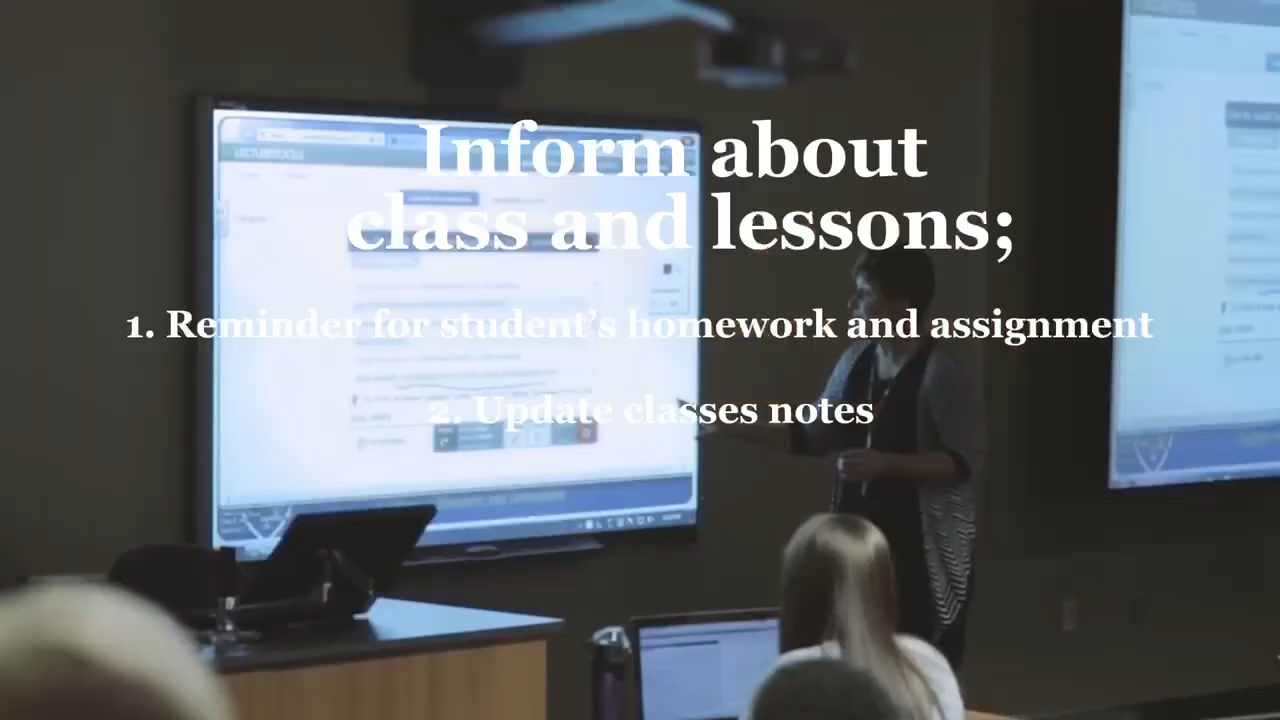 Inform about
class and lessons;
1. Reminder for student's homework and assignment
2. Update classes notes